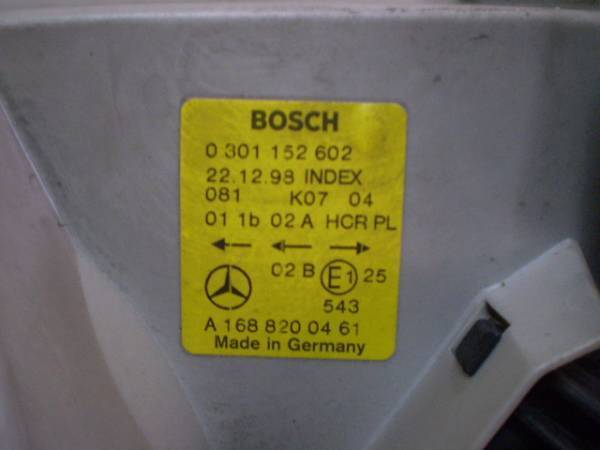 BOSCH
0 301 152 602
22.12.98 INDEX
081 K07 04
01 1b 02 A HCR PL
← ← →
02 B E1 25
543
A 168 820 04 61
Made in Germany